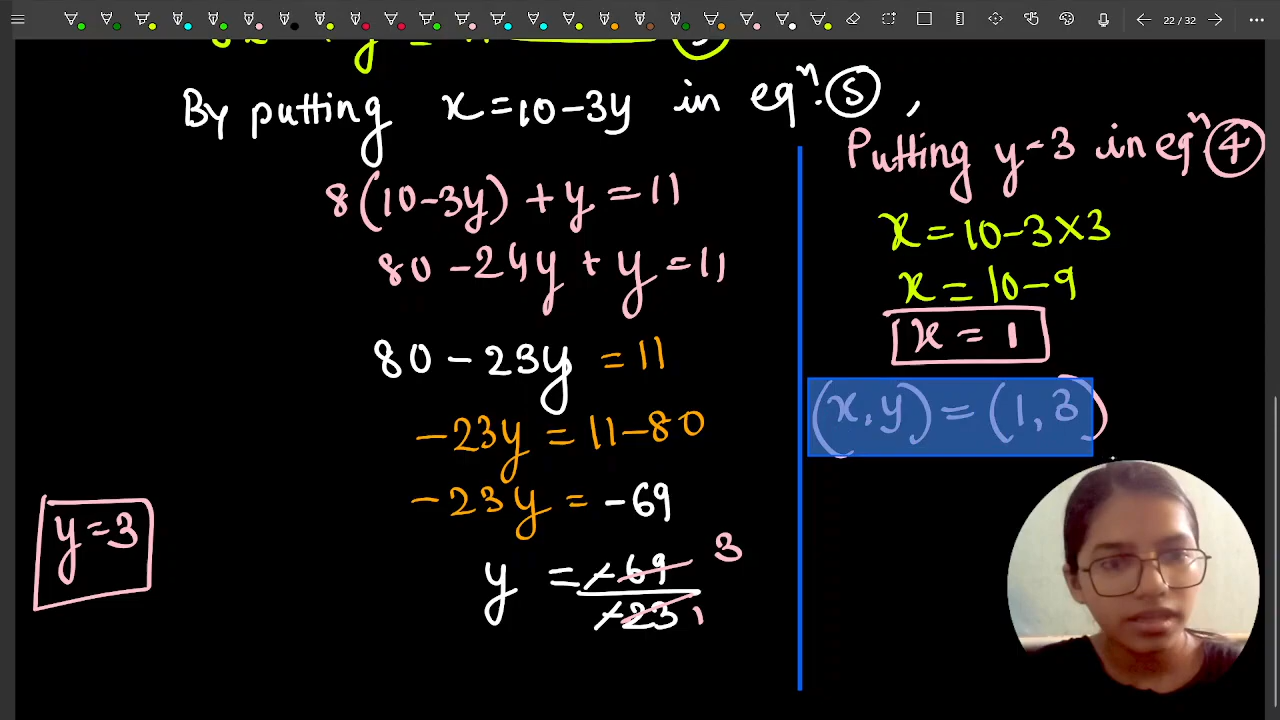 22/32
By putting x=10-3y in eqⁿ. ⑤,
8(10-3y) + y = 11
80 - 24y + y = 11
80 - 23y = 11
-23y = 11-80
-23y = -69
y = -69/-23 3 1
y=3
Putting y=3 in eqⁿ ④
x = 10-3×3
x = 10-9
x = 1
(x,y) = (1,3)